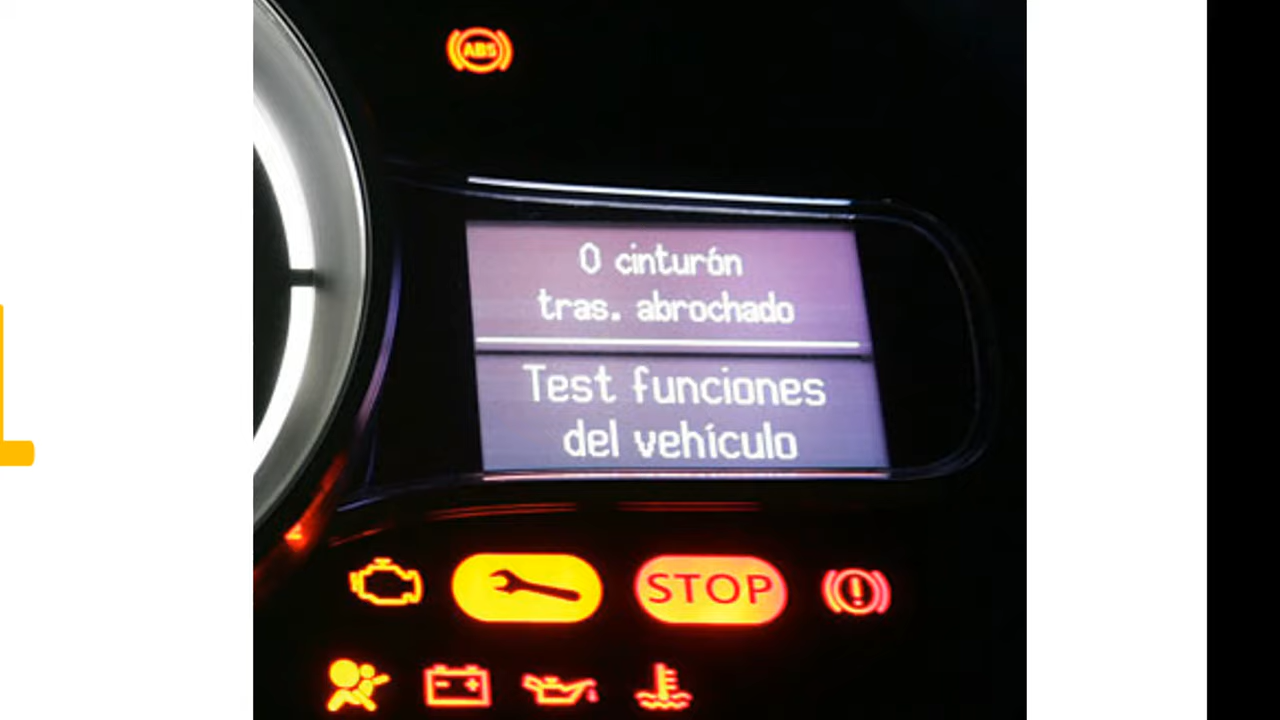 ABS
0 cinturón
tras. abrochado
Test funciones
del vehículo
STOP